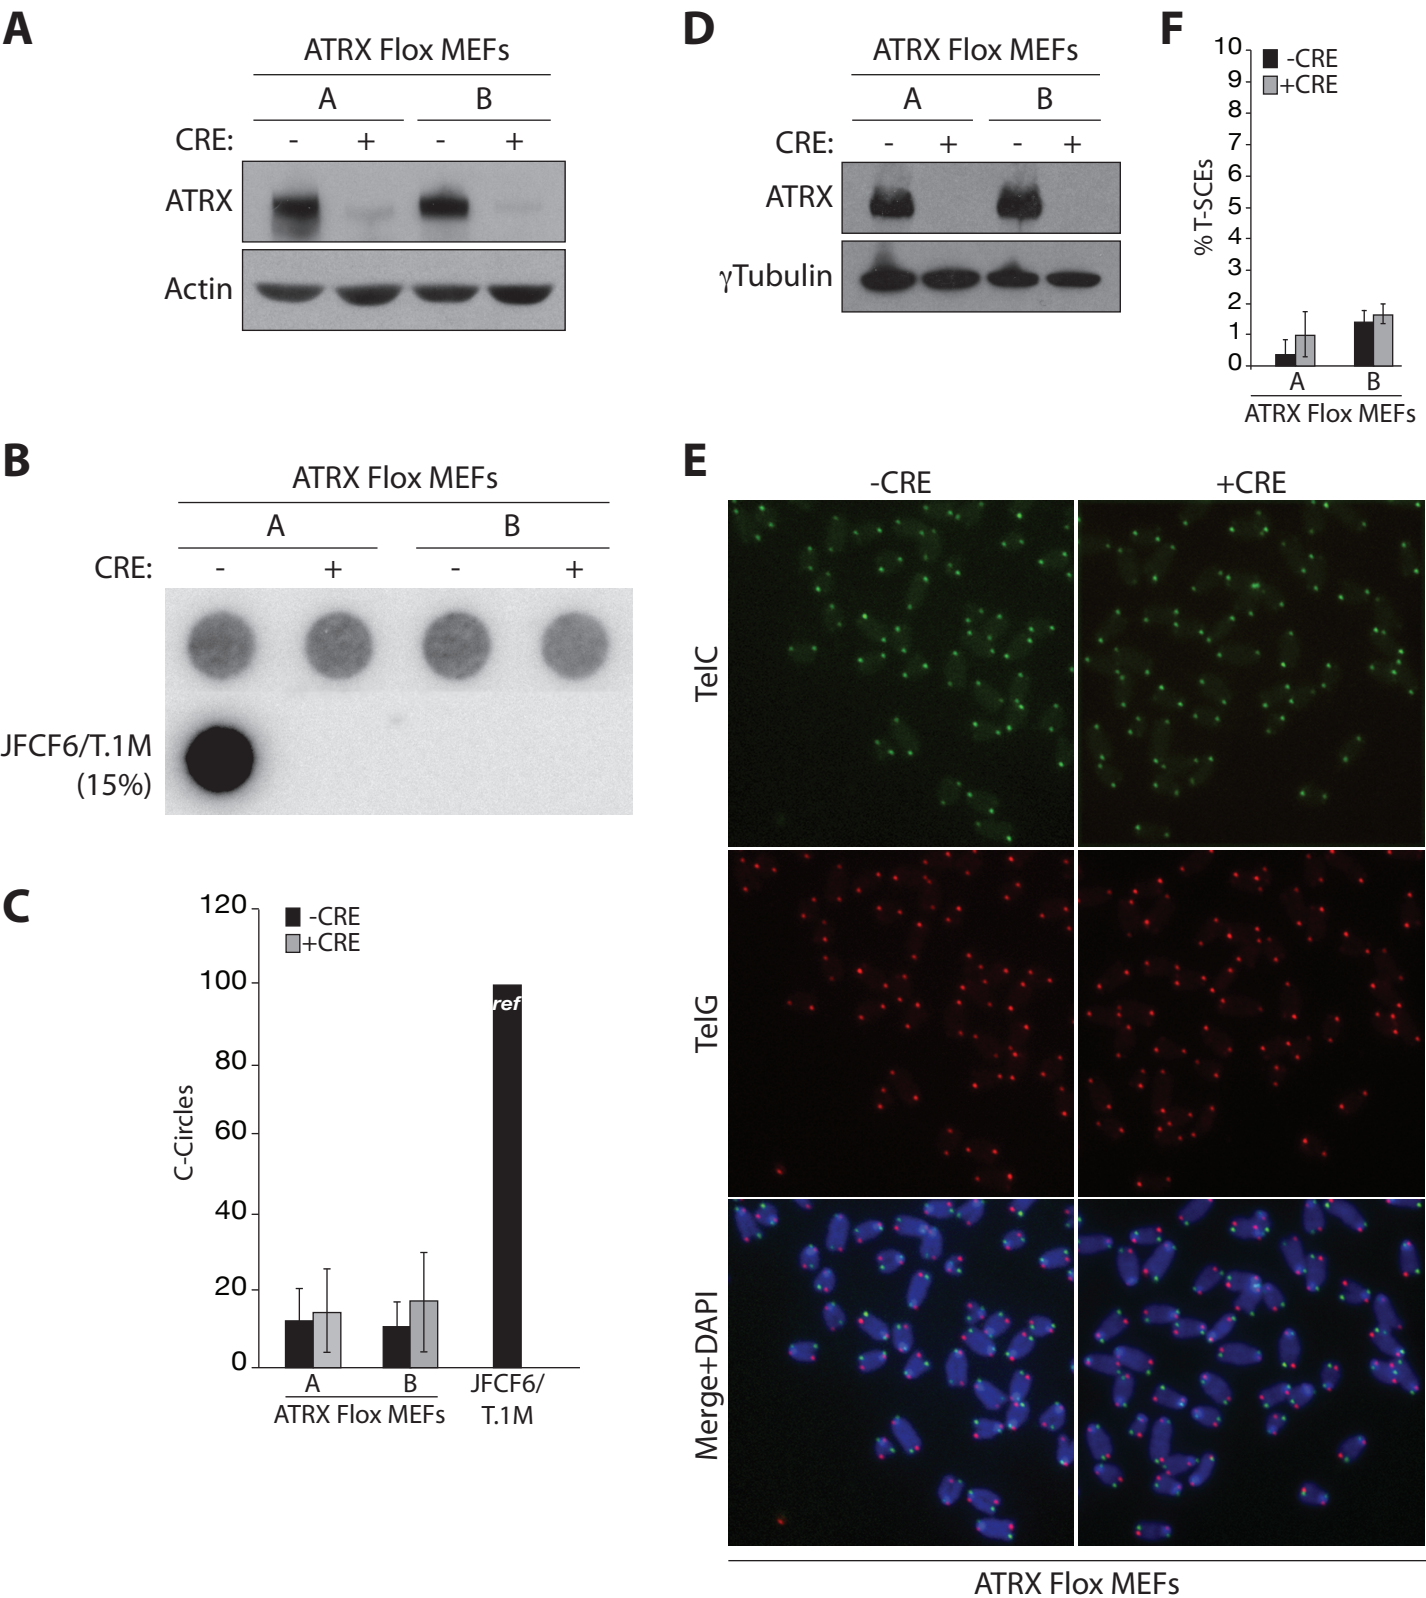 A
ATRX Flox MEFs
A B
CRE: - + - +
ATRX
Actin
B
ATRX Flox MEFs
A B
CRE: - + - +
JFCF6/T.1M
(15%)
C
120
100
80
60
40
20
0
C-Circles
-CRE
+CRE
ref
A B JFCF6/
ATRX Flox MEFs T.1M
D
ATRX Flox MEFs
A B
CRE: - + - +
ATRX
γTubulin
F
10
9
8
7
6
5
4
3
2
1
0
% T-SCEs
-CRE
+CRE
A B
ATRX Flox MEFs
E
-CRE +CRE
TelC
TelG
Merge+DAPI
ATRX Flox MEFs